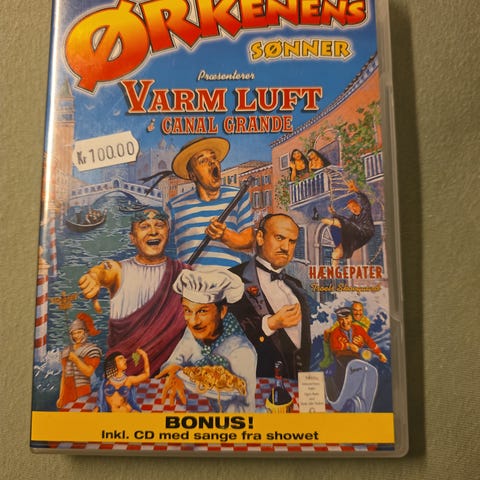 ØRKENENS
SØNNER
Præsenterer
VARM LUFT
i CANAL GRANDE
Kr 100.00
HÆNGEPATER
BONUS!
Inkl. CD med sange fra showet